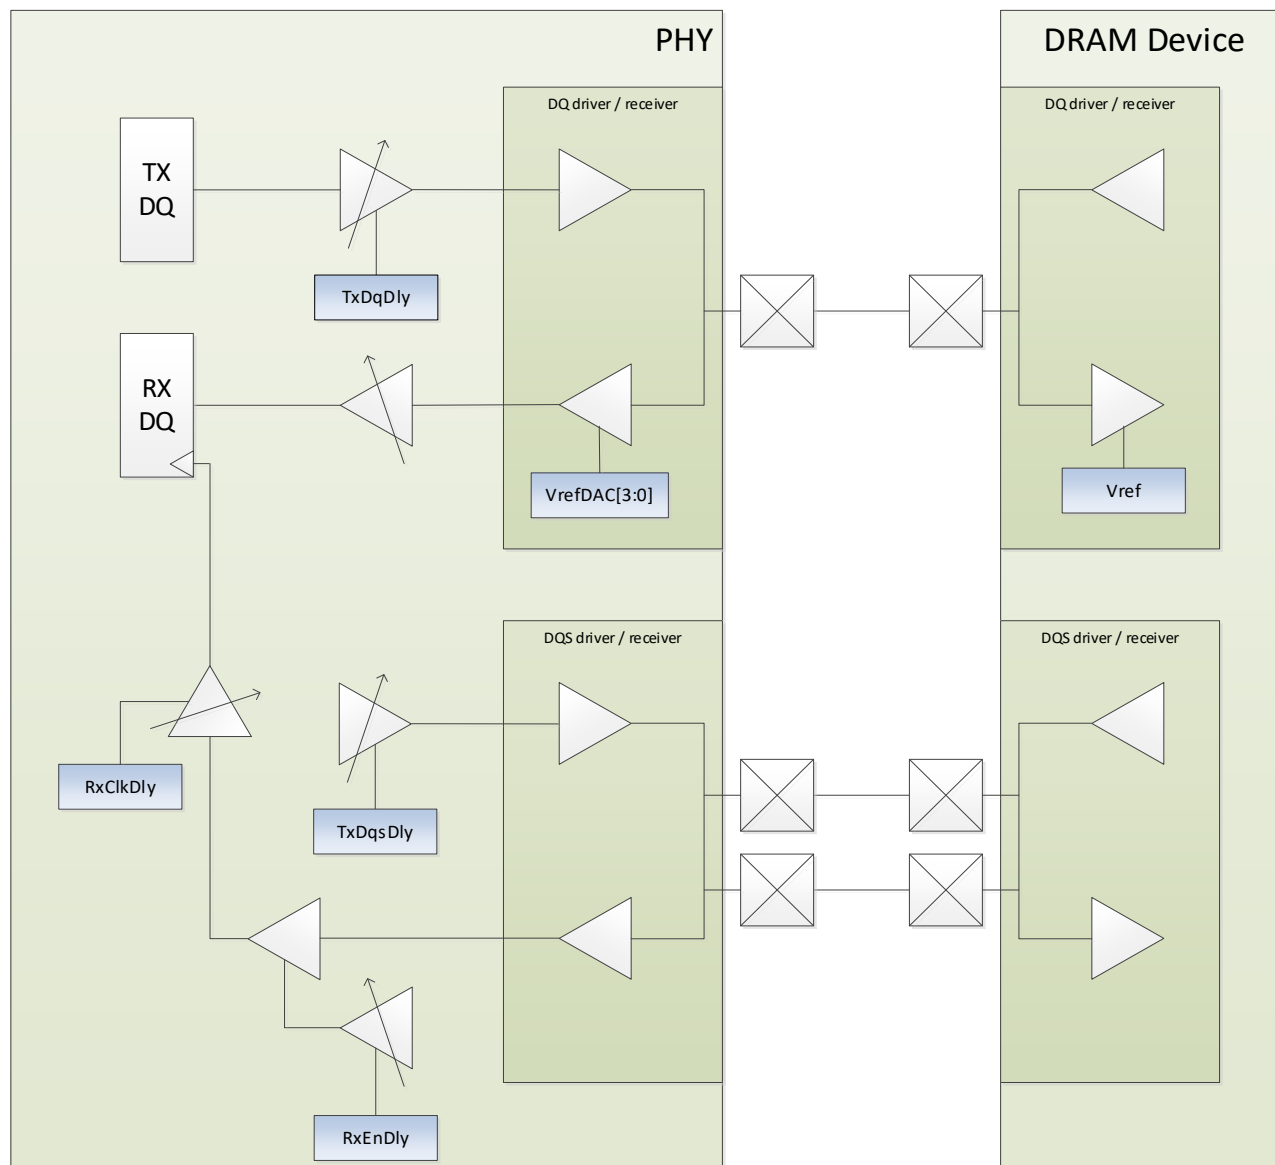 PHY
DRAM Device
DQ driver / receiver
DQ driver / receiver
TX
DQ
TxDqDly
RX
DQ
VrefDAC[3:0]
Vref
DQS driver / receiver
DQS driver / receiver
RxClkDly
TxDqsDly
RxEnDly